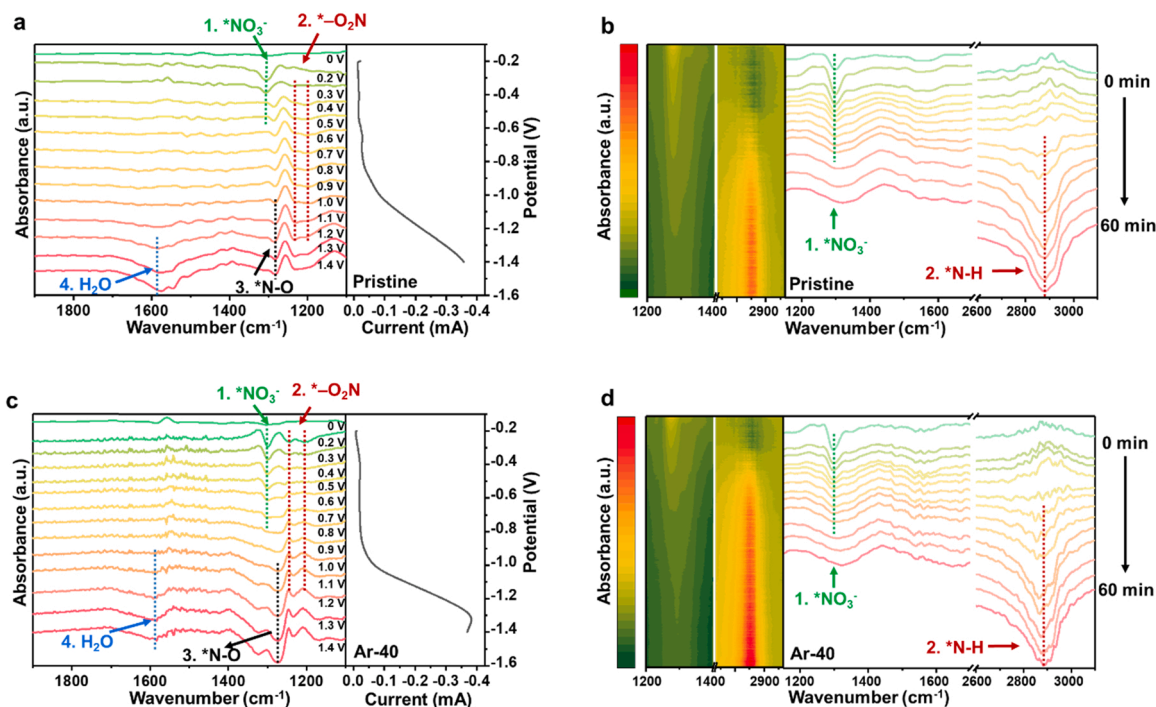 a
1. *NO₃⁻
2. *–O₂N
0 V
0.2 V
0.3 V
0.4 V
0.5 V
0.6 V
0.7 V
0.8 V
0.9 V
1.0 V
1.1 V
1.2 V
1.3 V
1.4 V
4. H₂O
3. *N-O
Pristine
-0.2
-0.4
-0.6
-0.8
-1.0
-1.2
-1.4
-1.6
Absorbance (a.u.)
Potential (V)
1800 1600 1400 1200
0 -0.1 -0.2 -0.3 -0.4
Wavenumber (cm⁻¹)
Current (mA)
b
Absorbance (a.u.)
0 min
60 min
1. *NO₃⁻
2. *N-H
Pristine
1200 1400 2900
1200 1400 1600 2600 2800 3000
Wavenumber (cm⁻¹)
c
1. *NO₃⁻
2. *–O₂N
0 V
0.2 V
0.3 V
0.4 V
0.5 V
0.6 V
0.7 V
0.8 V
0.9 V
1.0 V
1.1 V
1.2 V
1.3 V
1.4 V
4. H₂O
3. *N-O
Ar-40
-0.2
-0.4
-0.6
-0.8
-1.0
-1.2
-1.4
-1.6
Absorbance (a.u.)
Potential (V)
1800 1600 1400 1200
0 -0.1 -0.2 -0.3 -0.4
Wavenumber (cm⁻¹)
Current (mA)
d
Absorbance (a.u.)
0 min
60 min
1. *NO₃⁻
2. *N-H
Ar-40
1200 1400 2900
1200 1400 1600 2600 2800 3000
Wavenumber (cm⁻¹)